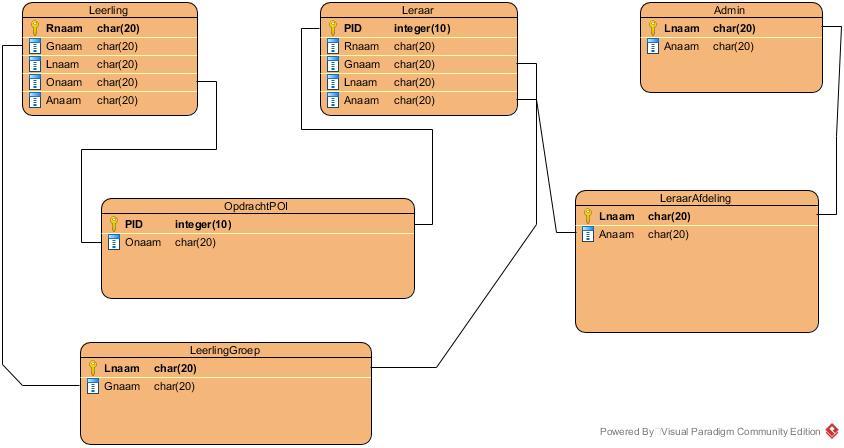 Leerling
Rnaam char(20)
Gnaam char(20)
Lnaam char(20)
Onaam char(20)
Anaam char(20)
Leraar
PID integer(10)
Rnaam char(20)
Gnaam char(20)
Lnaam char(20)
Anaam char(20)
Admin
Lnaam char(20)
Anaam char(20)
OpdrachtPOI
PID integer(10)
Onaam char(20)
LeraarAfdeling
Lnaam char(20)
Anaam char(20)
LeerlingGroep
Lnaam char(20)
Gnaam char(20)
Powered By Visual Paradigm Community Edition